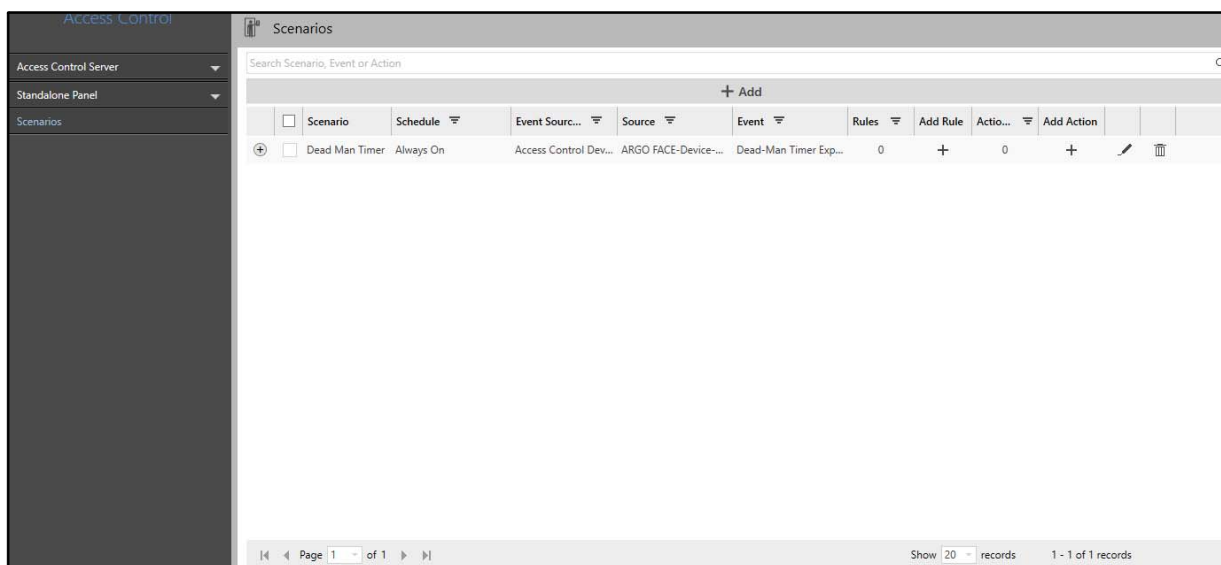 Access Control
Scenarios
Access Control Server
Standalone Panel
Scenarios
Search Scenario, Event or Action
+ Add
Scenario Schedule Event Sourc... Source Event Rules Add Rule Actio... Add Action
Dead Man Timer Always On Access Control Dev... ARGO FACE-Device-... Dead-Man Timer Exp... 0 + 0 +
Page 1 of 1 Show 20 records 1 - 1 of 1 records